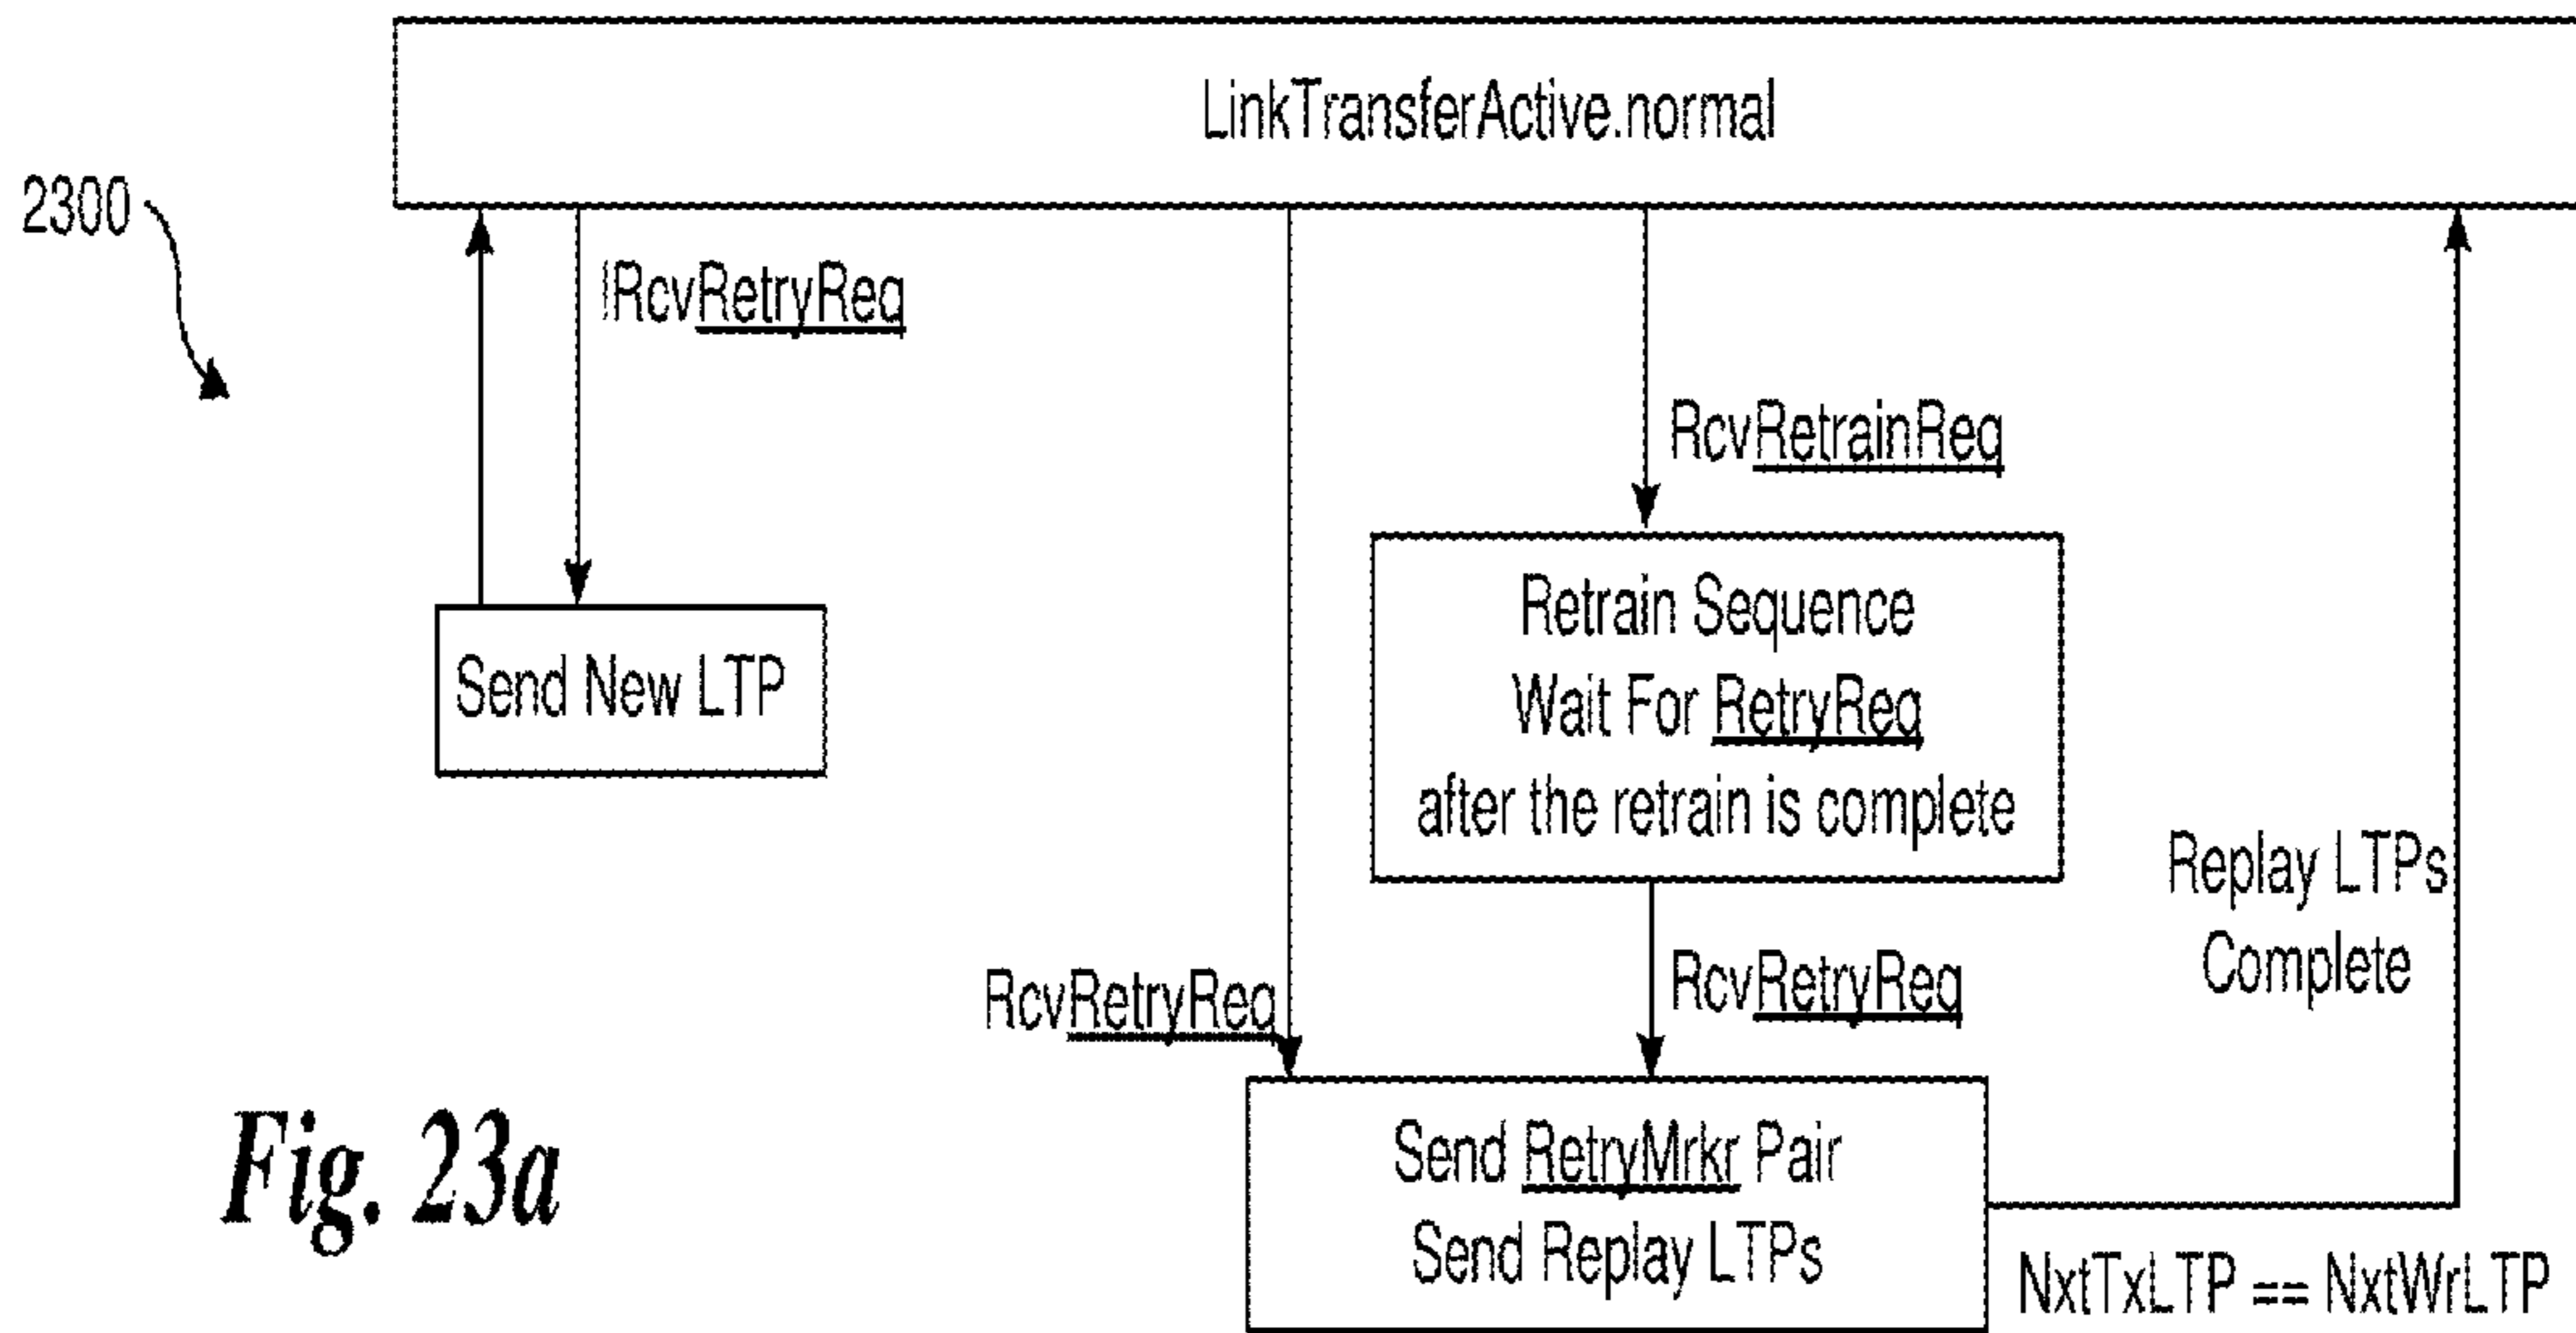 LinkTransferActive.normal
2300
!RcvRetryReq
RcvRetrainReq
Retrain Sequence
Wait For RetryReq
after the retrain is complete
Send New LTP
Replay LTPs
Complete
RcvRetryReq
RcvRetryReq
Send RetryMrkr Pair
Send Replay LTPs
NxtTxLTP == NxtWrLTP
Fig. 23a